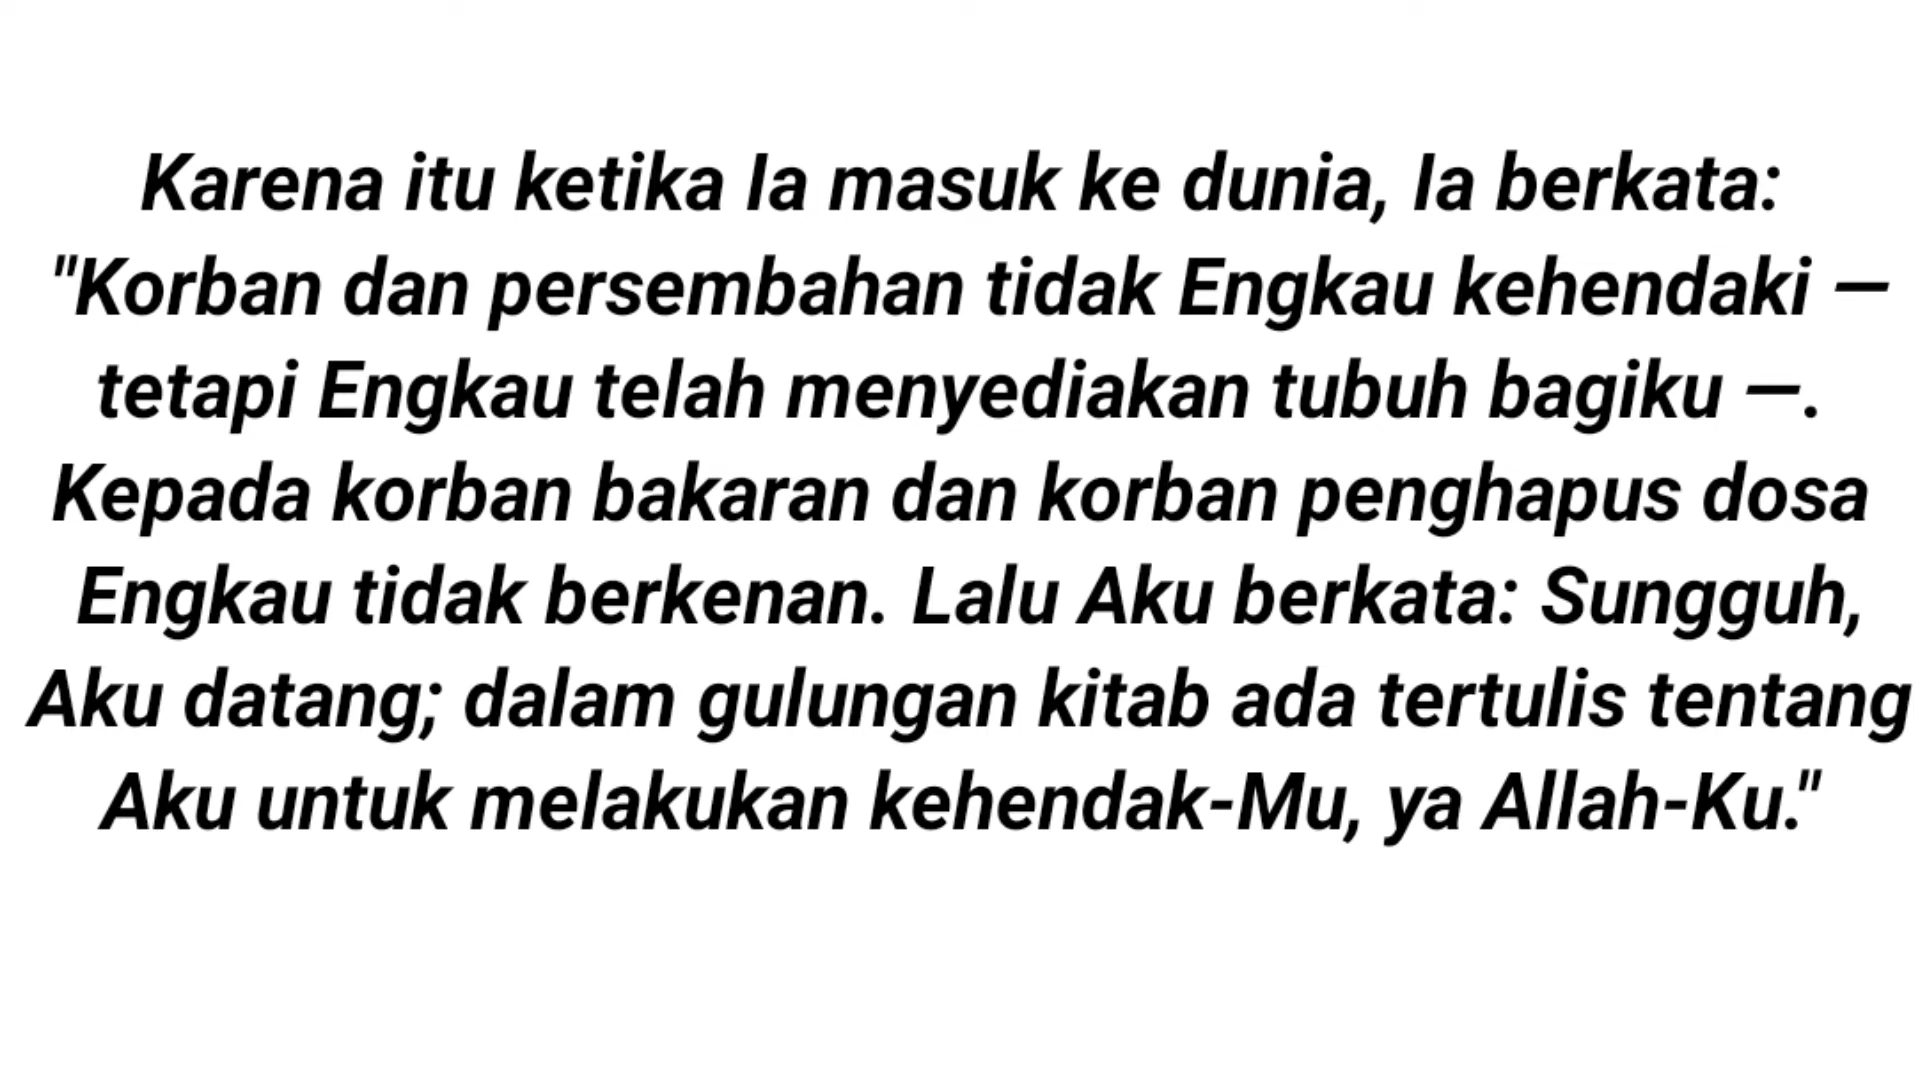 Karena itu ketika Ia masuk ke dunia, Ia berkata:
"Korban dan persembahan tidak Engkau kehendaki —
tetapi Engkau telah menyediakan tubuh bagiku —.
Kepada korban bakaran dan korban penghapus dosa
Engkau tidak berkenan. Lalu Aku berkata: Sungguh,
Aku datang; dalam gulungan kitab ada tertulis tentang
Aku untuk melakukan kehendak-Mu, ya Allah-Ku."